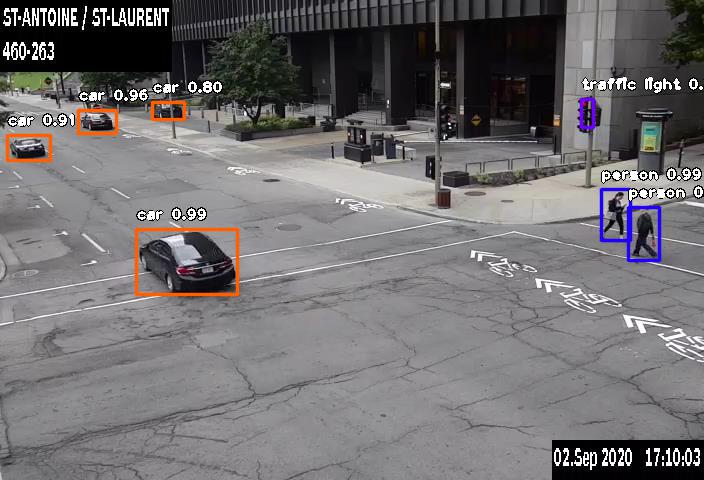 ST-ANTOINE / ST-LAURENT
460-263
traffic light 0.
car 0.96
car 0.80
car 0.91
person 0.99
person 0
car 0.99
02.Sep 2020 17:10:03